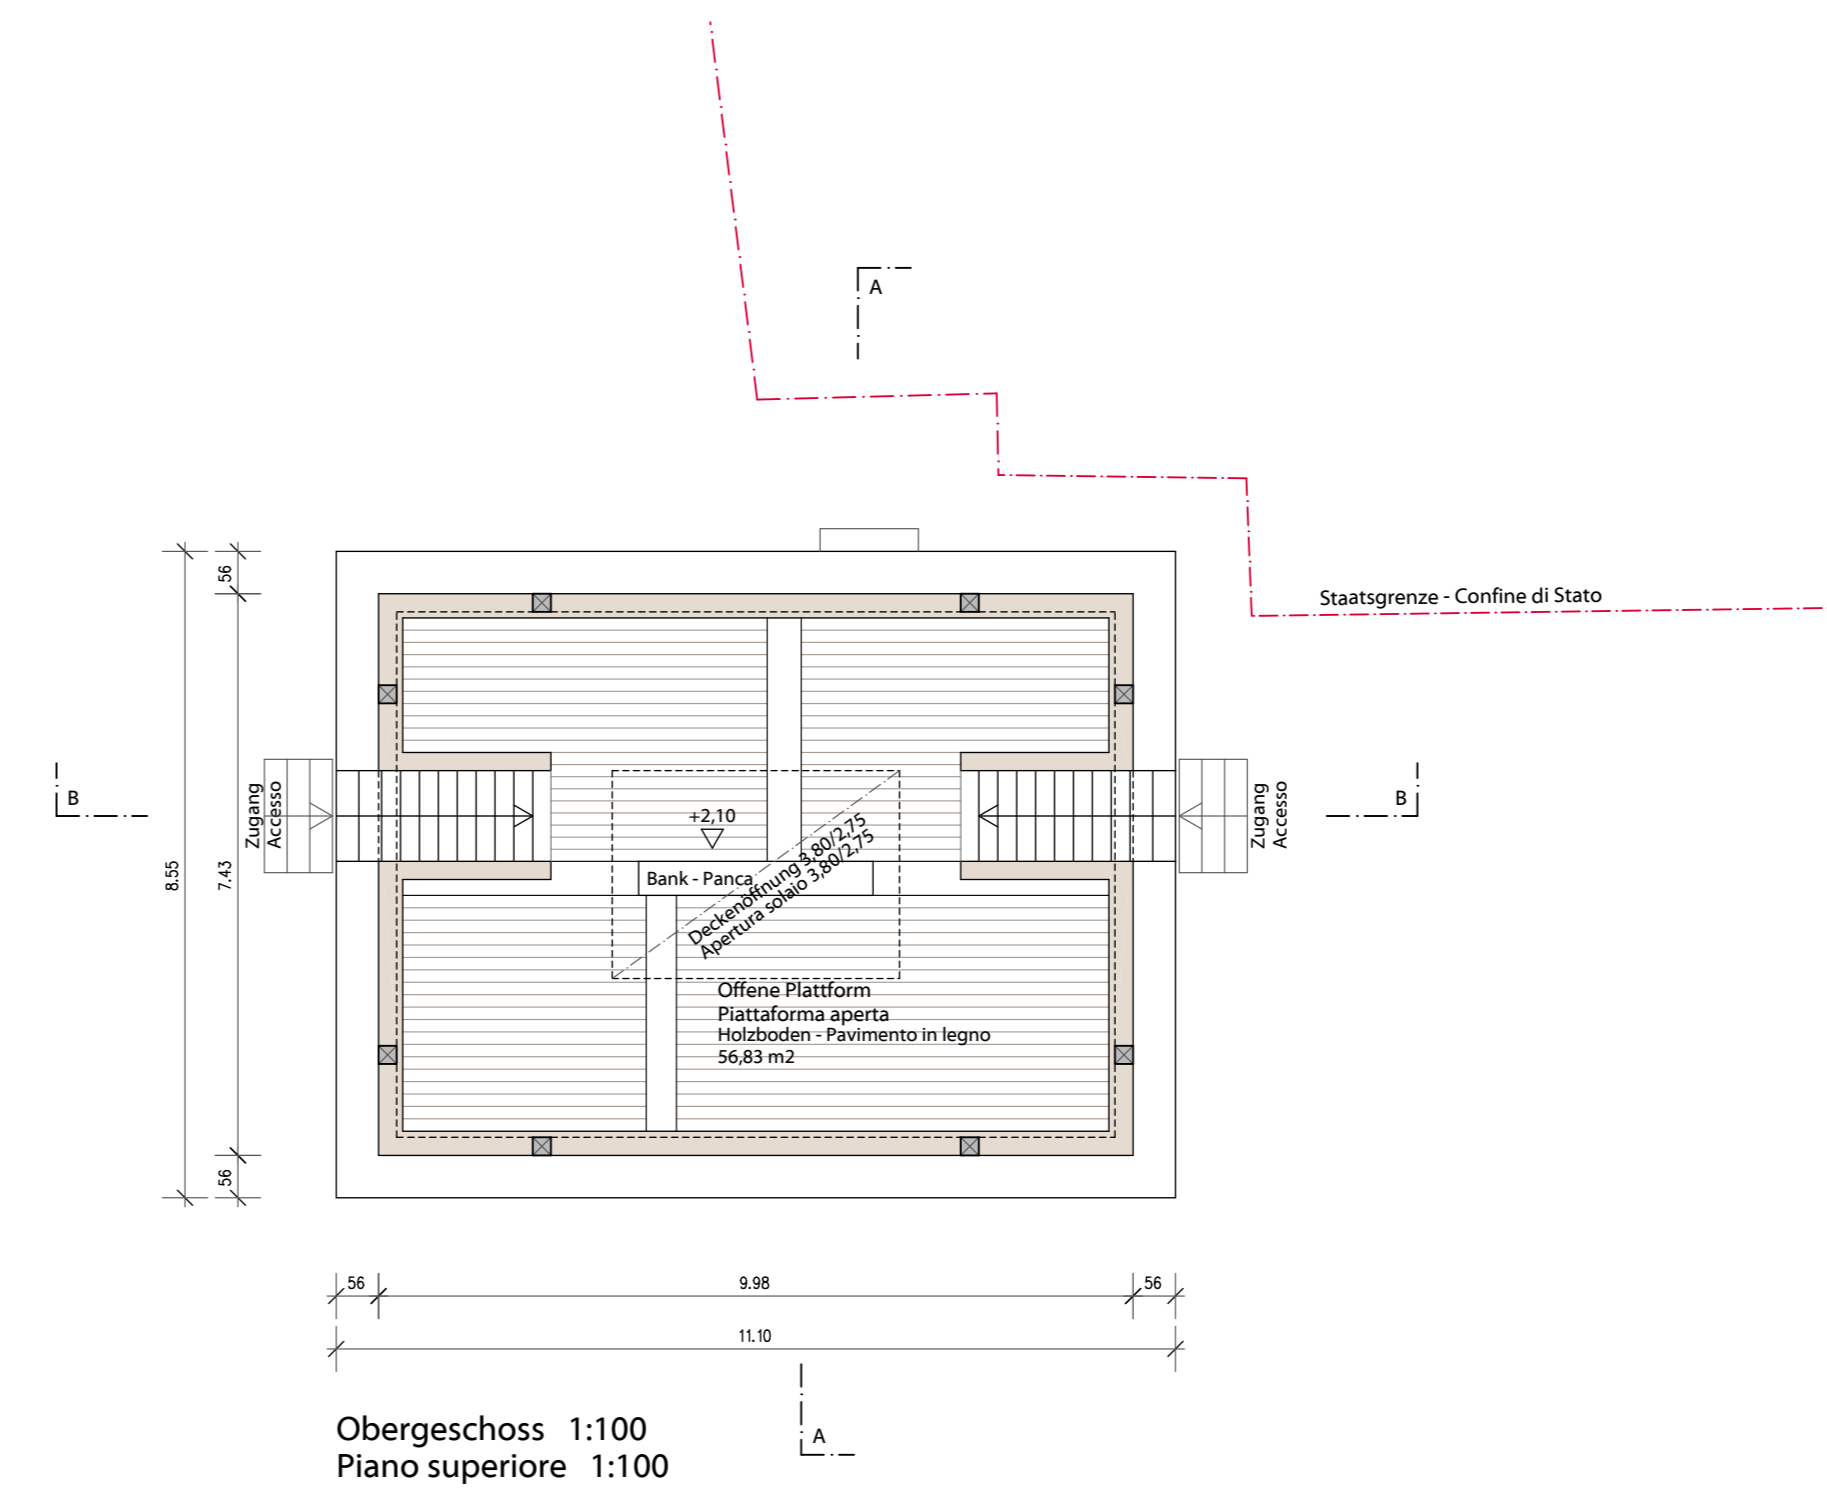 A
Staatsgrenze - Confine di Stato
56
8.55
7.43
56
B
Zugang
Accesso
+2,10
Bank - Panca
Deckenöffnung 3,80/2,75
Apertura solaio 3,80/2,75
Zugang
Accesso
B
Offene Plattform
Piattaforma aperta
Holzboden - Pavimento in legno
56,83 m2
56
9.98
56
11.10
A
Obergeschoss 1:100
Piano superiore 1:100